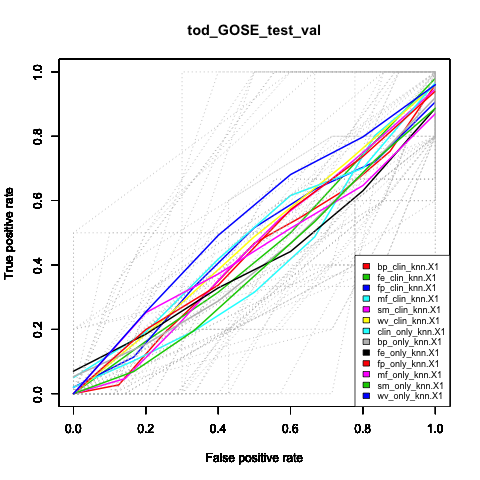 tod_GOSE_test_val
True positive rate
1.0
0.8
0.6
0.4
0.2
0.0
bp_clin_knn.X1
fe_clin_knn.X1
fp_clin_knn.X1
mf_clin_knn.X1
sm_clin_knn.X1
wv_clin_knn.X1
clin_only_knn.X1
bp_only_knn.X1
fe_only_knn.X1
fp_only_knn.X1
mf_only_knn.X1
sm_only_knn.X1
wv_only_knn.X1
0.0 0.2 0.4 0.6 0.8 1.0
False positive rate